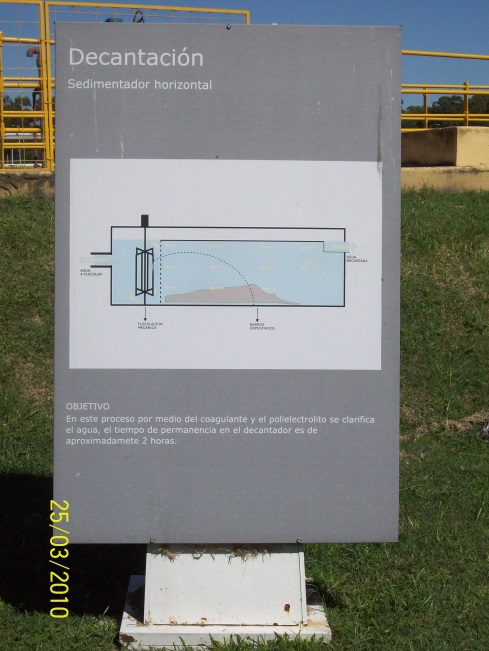 Decantación
Sedimentador horizontal
AGUA
A FLOCULAR
AGUA
DECANTADA
FLOCULACION
MECANICA
BARROS
DEPOSITADOS
OBJETIVO
En este proceso por medio del coagulante y el polielectrolito se clarifica
el agua, el tiempo de permanencia en el decantador es de
aproximadamete 2 horas.
25/03/2010